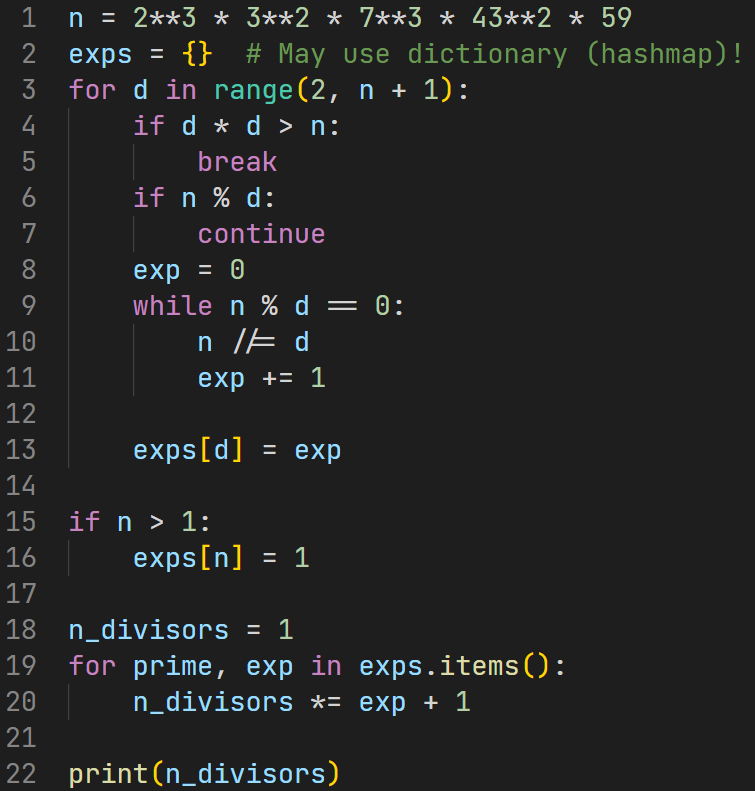 1 n = 2**3 * 3**2 * 7**3 * 43**2 * 59
2 exps = {}  # May use dictionary (hashmap)!
3 for d in range(2, n + 1):
4     if d * d > n:
5         break
6     if n % d:
7         continue
8     exp = 0
9     while n % d == 0:
10         n //= d
11         exp += 1
12
13     exps[d] = exp
14
15 if n > 1:
16     exps[n] = 1
17
18 n_divisors = 1
19 for prime, exp in exps.items():
20     n_divisors *= exp + 1
21
22 print(n_divisors)